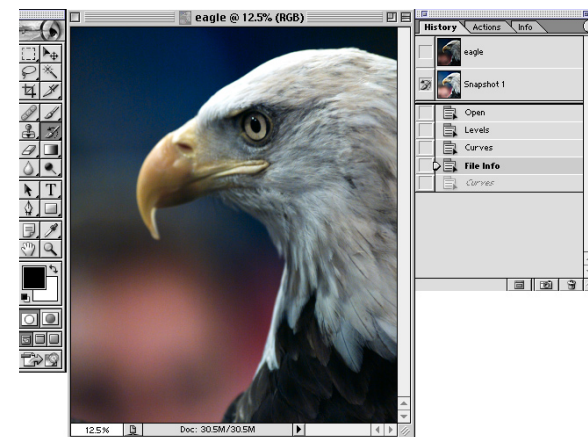 eagle @ 12.5% (RGB)
History
Actions
Info
eagle
Snapshot 1
Open
Levels
Curves
File Info
Curves
T
12.5%
Doc: 30.5M/30.5M